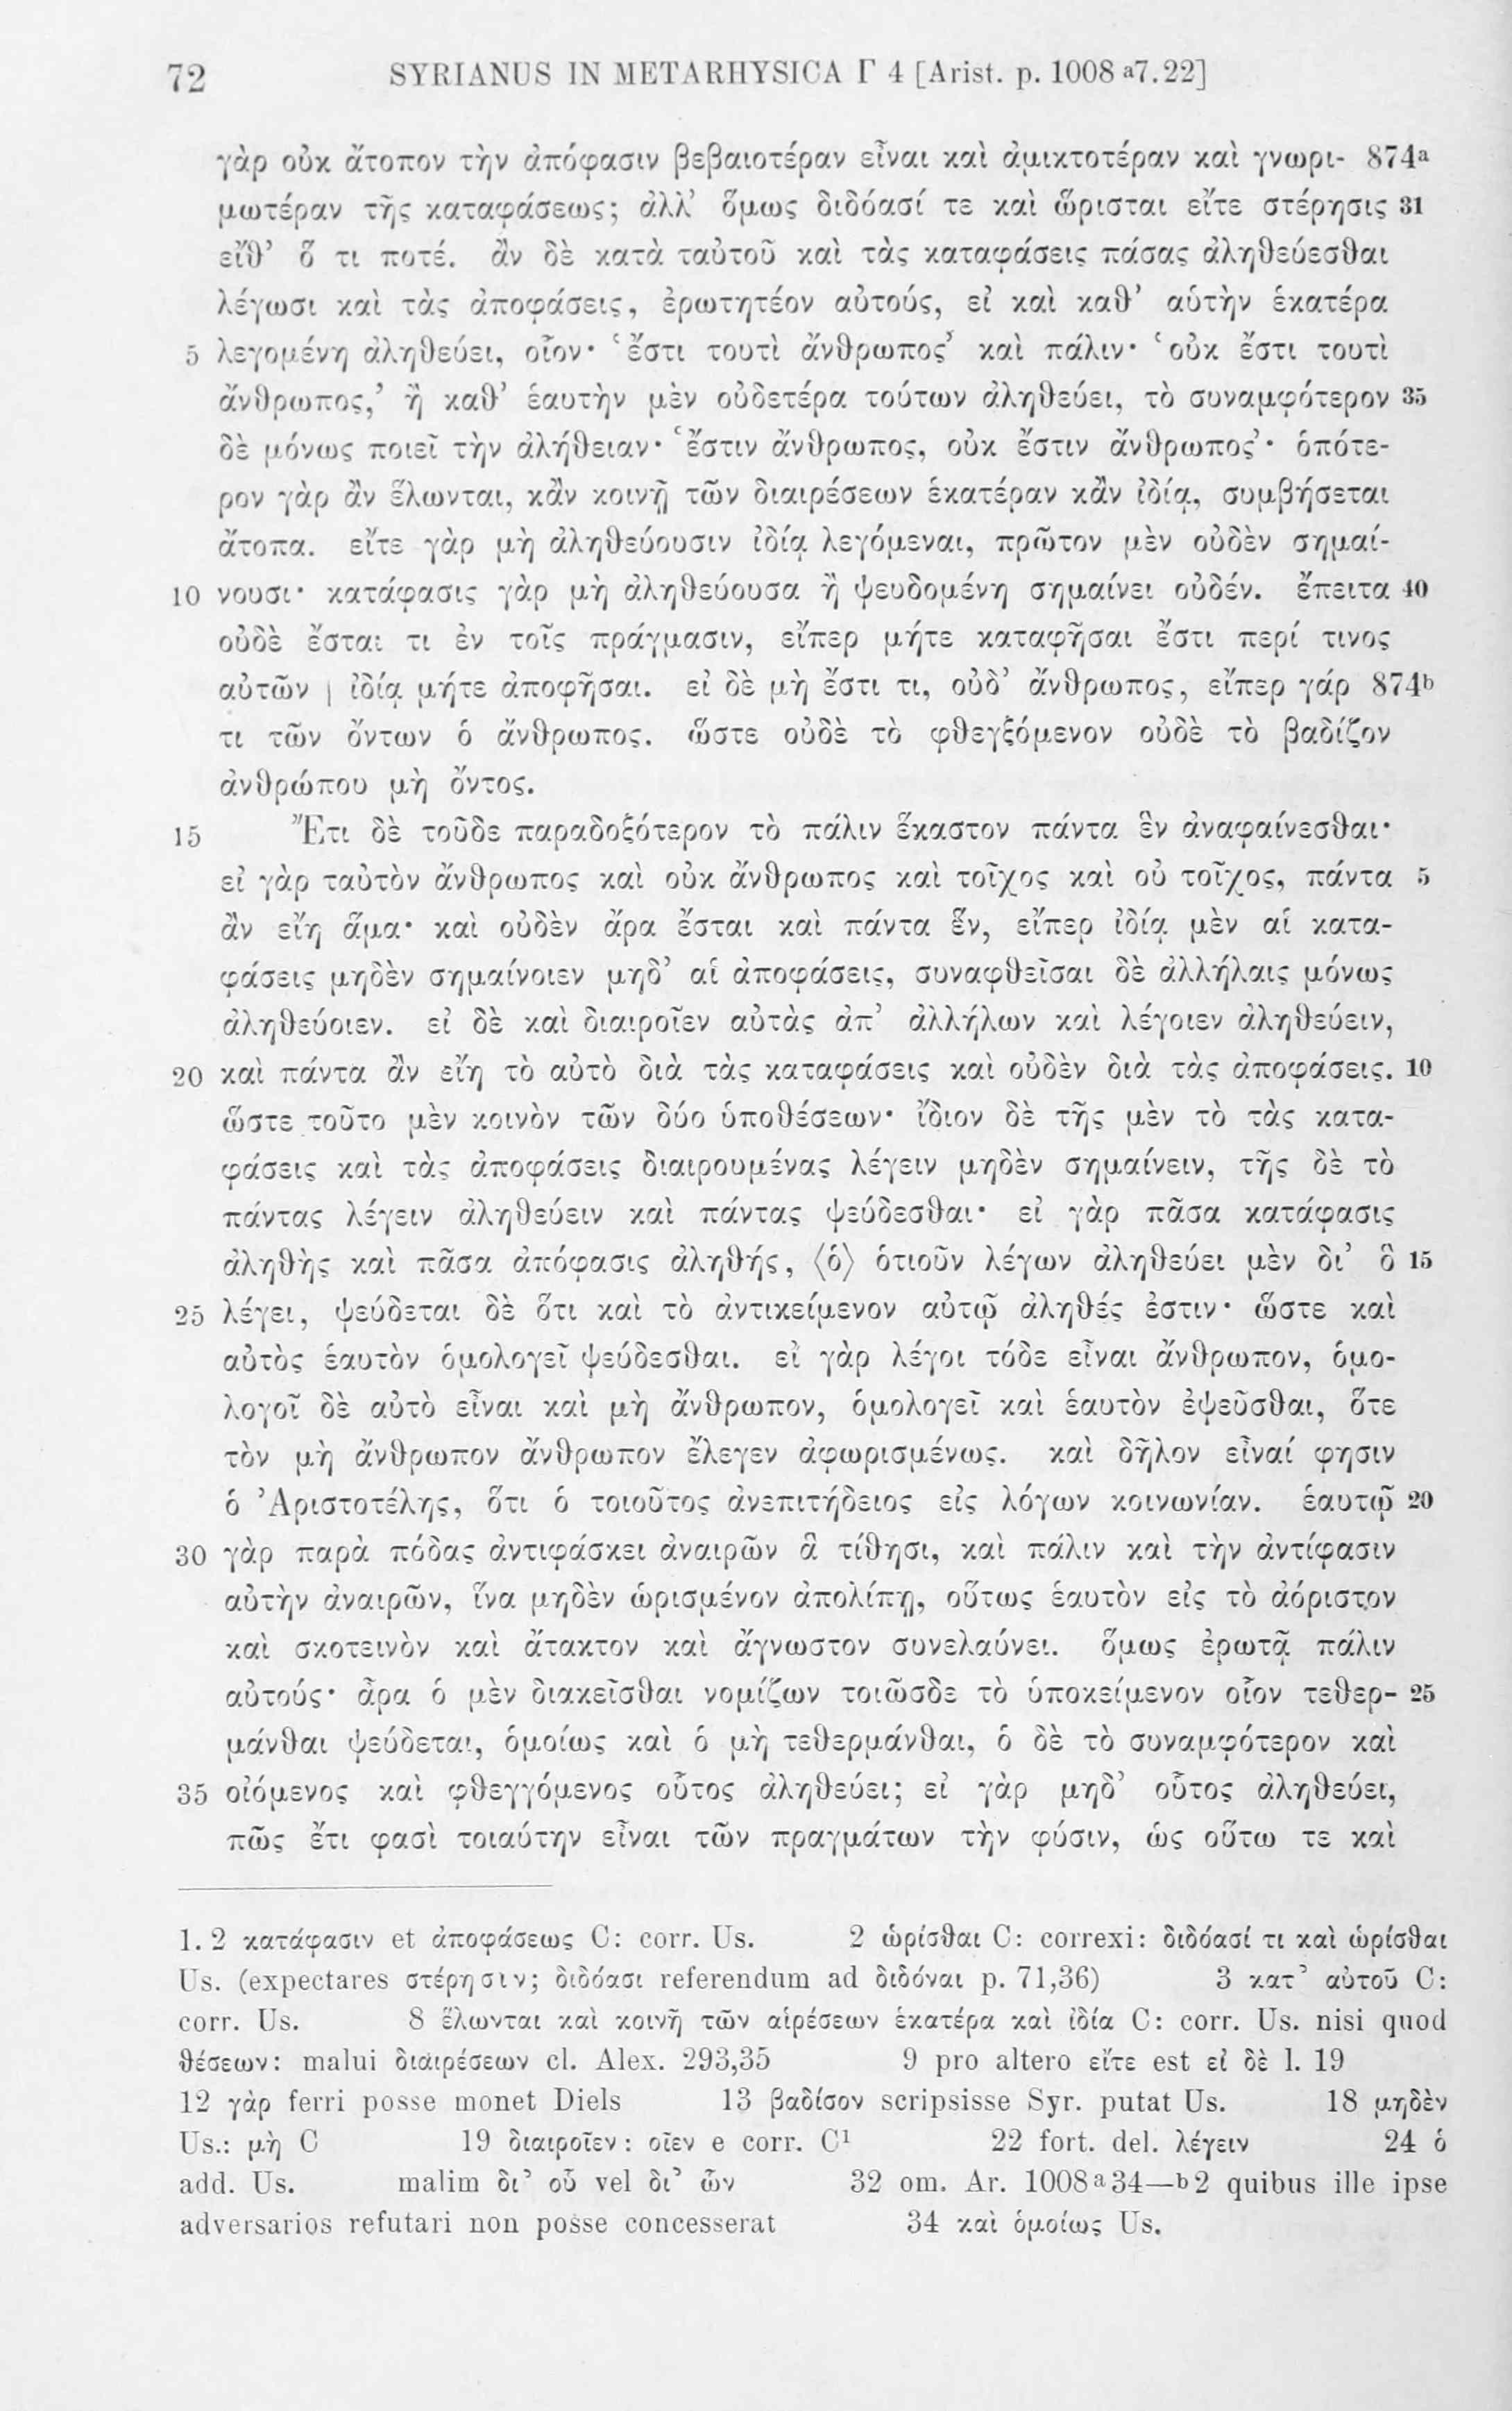 72 SYRIANUS IN METARHYSICA Γ 4 [Arist. p. 1008 a7.22]
γὰρ οὐκ ἄτοπον τὴν ἀπόφασιν βεβαιοτέραν εἶναι καὶ ἀμικτοτέραν καὶ γνωρι- 874a
μωτέραν τῆς καταφάσεως; ἀλλ’ ὅμως διδόασί τε καὶ ὥρισται εἴτε στέρησις 31
εἴθ’ ὅ τι ποτέ. ἂν δὲ κατὰ ταὐτοῦ καὶ τὰς καταφάσεις πάσας ἀληθεύεσθαι
λέγωσι καὶ τὰς ἀποφάσεις, ἐρωτητέον αὐτούς, εἰ καὶ καθ’ αὑτὴν ἑκατέρα
5 λεγομένη ἀληθεύει, οἷον· ‘ἔστι τουτὶ ἄνθρωπος’ καὶ πάλιν· ‘οὐκ ἔστι τουτὶ
ἄνθρωπος,’ ἢ καθ’ ἑαυτὴν μὲν οὐδετέρα τούτων ἀληθεύει, τὸ συναμφότερον 35
δὲ μόνως ποιεῖ τὴν ἀλήθειαν· ‘ἔστιν ἄνθρωπος, οὐκ ἔστιν ἄνθρωπος’· ὁπότε-
ρον γὰρ ἂν ἕλωνται, κἂν κοινῇ τῶν διαιρέσεων ἑκατέραν κἂν ἰδίᾳ, συμβήσεται
ἄτοπα. εἴτε γὰρ μὴ ἀληθεύουσιν ἰδίᾳ λεγόμεναι, πρῶτον μὲν οὐδὲν σημαί-
10 νουσι· κατάφασις γὰρ μὴ ἀληθεύουσα ἢ ψευδομένη σημαίνει οὐδέν. ἔπειτα 40
οὐδὲ ἔσται τι ἐν τοῖς πράγμασιν, εἴπερ μήτε καταφῆσαι ἔστι περί τινος
αὐτῶν | ἰδίᾳ μήτε ἀποφῆσαι. εἰ δὲ μὴ ἔστι τι, οὐδ’ ἄνθρωπος, εἴπερ γάρ 874b
τι τῶν ὄντων ὁ ἄνθρωπος. ὥστε οὐδὲ τὸ φθεγξόμενον οὐδὲ τὸ βαδίζον
ἀνθρώπου μὴ ὄντος.
15 Ἔτι δὲ τοῦδε παραδοξότερον τὸ πάλιν ἕκαστον πάντα ἓν ἀναφαίνεσθαι·
εἰ γὰρ ταὐτὸν ἄνθρωπος καὶ οὐκ ἄνθρωπος καὶ τοῖχος καὶ οὐ τοῖχος, πάντα 5
ἂν εἴη ἅμα· καὶ οὐδὲν ἄρα ἔσται καὶ πάντα ἕν, εἴπερ ἰδίᾳ μὲν αἱ κατα-
φάσεις μηδὲν σημαίνοιεν μηδ’ αἱ ἀποφάσεις, συναφθεῖσαι δὲ ἀλλήλαις μόνως
ἀληθεύοιεν. εἰ δὲ καὶ διαιροῖεν αὐτὰς ἀπ’ ἀλλήλων καὶ λέγοιεν ἀληθεύειν,
20 καὶ πάντα ἂν εἴη τὸ αὐτὸ διὰ τὰς καταφάσεις καὶ οὐδὲν διὰ τὰς ἀποφάσεις. 10
ὥστε τοῦτο μὲν κοινὸν τῶν δύο ὑποθέσεων· ἴδιον δὲ τῆς μὲν τὸ τὰς κατα-
φάσεις καὶ τὰς ἀποφάσεις διαιρουμένας λέγειν μηδὲν σημαίνειν, τῆς δὲ τὸ
πάντας λέγειν ἀληθεύειν καὶ πάντας ψεύδεσθαι· εἰ γὰρ πᾶσα κατάφασις
ἀληθὴς καὶ πᾶσα ἀπόφασις ἀληθής, ⟨ὁ⟩ ὁτιοῦν λέγων ἀληθεύει μὲν δι’ ὃ 15
25 λέγει, ψεύδεται δὲ ὅτι καὶ τὸ ἀντικείμενον αὐτῷ ἀληθές ἐστιν· ὥστε καὶ
αὐτὸς ἑαυτὸν ὁμολογεῖ ψεύδεσθαι. εἰ γὰρ λέγοι τόδε εἶναι ἄνθρωπον, ὁμο-
λογοῖ δὲ αὐτὸ εἶναι καὶ μὴ ἄνθρωπον, ὁμολογεῖ καὶ ἑαυτὸν ἐψεῦσθαι, ὅτε
τὸν μὴ ἄνθρωπον ἄνθρωπον ἔλεγεν ἀφωρισμένως. καὶ δῆλον εἶναί φησιν
ὁ Ἀριστοτέλης, ὅτι ὁ τοιοῦτος ἀνεπιτήδειος εἰς λόγων κοινωνίαν. ἑαυτῷ 20
30 γὰρ παρὰ πόδας ἀντιφάσκει ἀναιρῶν ἃ τίθησι, καὶ πάλιν καὶ τὴν ἀντίφασιν
αὐτὴν ἀναιρῶν, ἵνα μηδὲν ὡρισμένον ἀπολίπῃ, οὕτως ἑαυτὸν εἰς τὸ ἀόριστον
καὶ σκοτεινὸν καὶ ἄτακτον καὶ ἄγνωστον συνελαύνει. ὅμως ἐρωτᾷ πάλιν
αὐτούς· ἆρα ὁ μὲν διακεῖσθαι νομίζων τοιῶσδε τὸ ὑποκείμενον οἷον τεθερ- 25
μάνθαι ψεύδεται, ὁμοίως καὶ ὁ μὴ τεθερμάνθαι, ὁ δὲ τὸ συναμφότερον καὶ
35 οἰόμενος καὶ φθεγγόμενος οὗτος ἀληθεύει; εἰ γὰρ μηδ’ οὗτος ἀληθεύει,
πῶς ἔτι φασὶ τοιαύτην εἶναι τῶν πραγμάτων τὴν φύσιν, ὡς οὕτω τε καὶ
1. 2 κατάφασιν et ἀποφάσεως C: corr. Us. 2 ὡρίσθαι C: correxi: διδόασί τι καὶ ὡρίσθαι
Us. (expectares στέρησιν; διδόασι referendum ad διδόναι p. 71,36) 3 κατ’ αὐτοῦ C:
corr. Us. 8 ἕλωνται καὶ κοινῇ τῶν αἱρέσεων ἑκατέρα καὶ ἰδία C: corr. Us. nisi quod
θέσεων: malui διαιρέσεων cl. Alex. 293,35 9 pro altero εἴτε est εἰ δὲ l. 19
12 γὰρ ferri posse monet Diels 13 βαδίσον scripsisse Syr. putat Us. 18 μηδὲν
Us.: μὴ C 19 διαιροῖεν: οῖεν e corr. C1 22 fort. del. λέγειν 24 ὁ
add. Us. malim δι’ οὗ vel δι’ ὧν 32 om. Ar. 1008a34—b2 quibus ille ipse
adversarios refutari non posse concesserat 34 καὶ ὁμοίως Us.